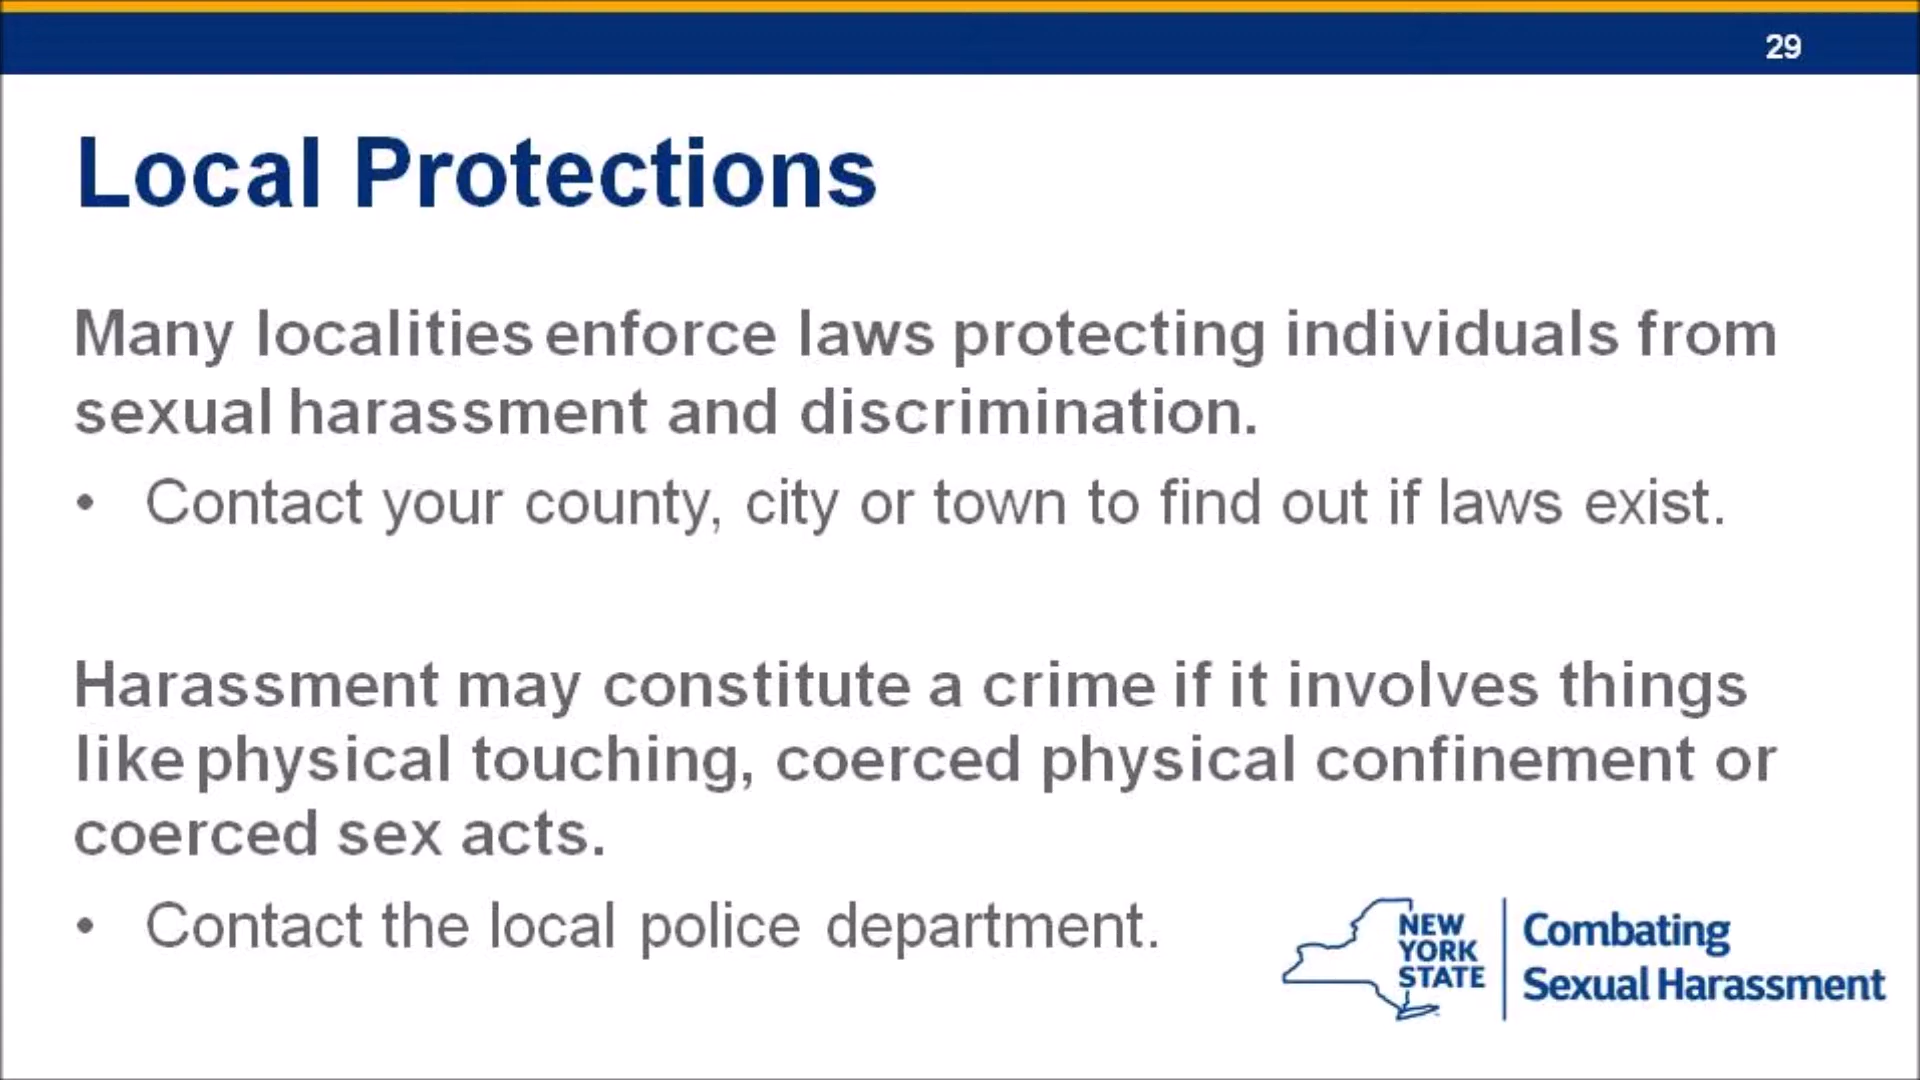 29
Local Protections
Many localities enforce laws protecting individuals from
sexual harassment and discrimination.
• Contact your county, city or town to find out if laws exist.
Harassment may constitute a crime if it involves things
like physical touching, coerced physical confinement or
coerced sex acts.
• Contact the local police department.
NEW
YORK
STATE
Combating
Sexual Harassment